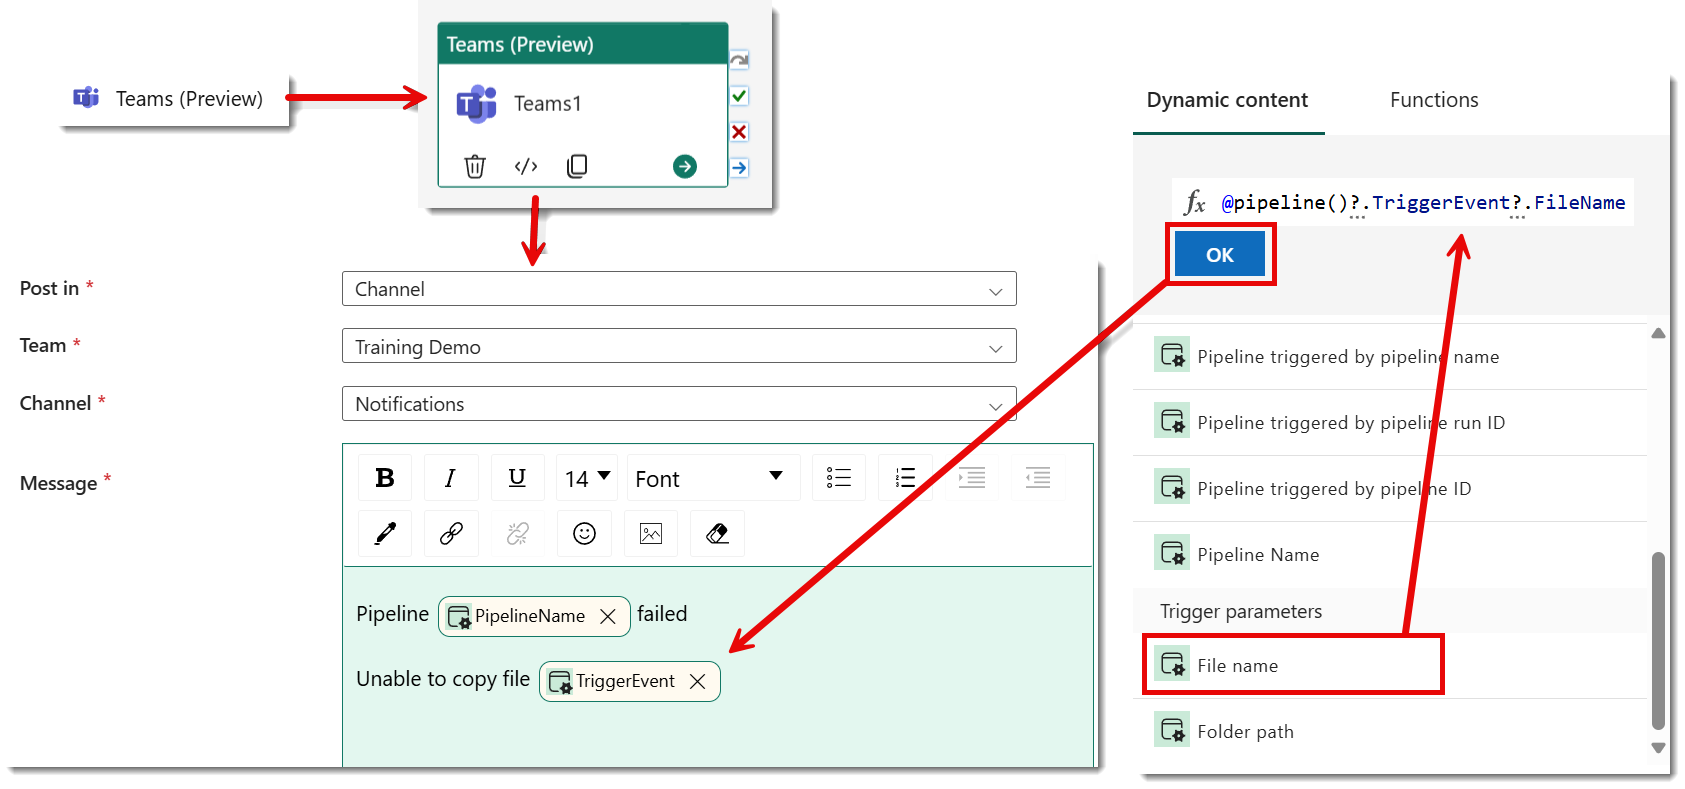 Teams (Preview)
Teams (Preview)
Teams1
Post in *
Channel
Team *
Training Demo
Channel *
Notifications
Message *
B I U 14 Font
Pipeline PipelineName failed
Unable to copy file TriggerEvent
Dynamic content Functions
fx @pipeline()?.TriggerEvent?.FileName
OK
Pipeline triggered by pipeline name
Pipeline triggered by pipeline run ID
Pipeline triggered by pipeline ID
Pipeline Name
Trigger parameters
File name
Folder path